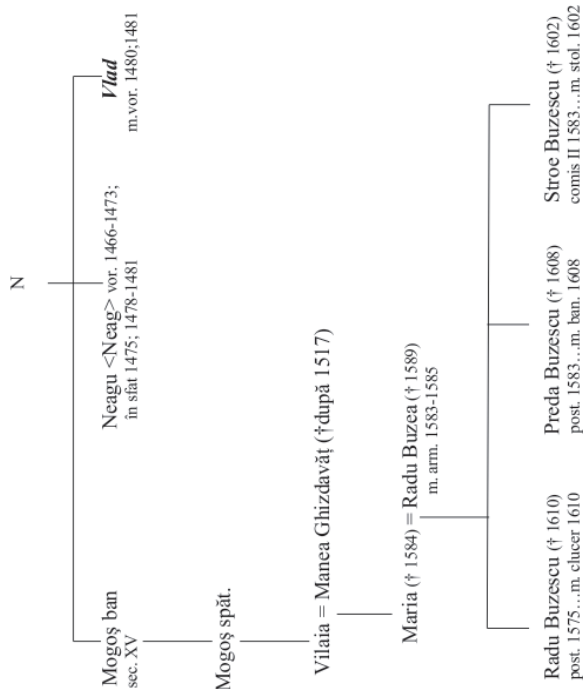 N
Mogoș ban
sec. XV
Neagu <Neag> vor. 1466-1473;
în sfat 1475; 1478-1481
Vlad
m.vor. 1480;1481
Mogoș spăt.
Vilaia = Manea Ghizdavăț (†după 1517)
Maria († 1584) = Radu Buzea († 1589)
m. arm. 1583-1585
Radu Buzescu († 1610)
post. 1575…m. clucer 1610
Preda Buzescu († 1608)
post. 1583…m. ban. 1608
Stroe Buzescu († 1602)
comis II 1583…m. stol. 1602